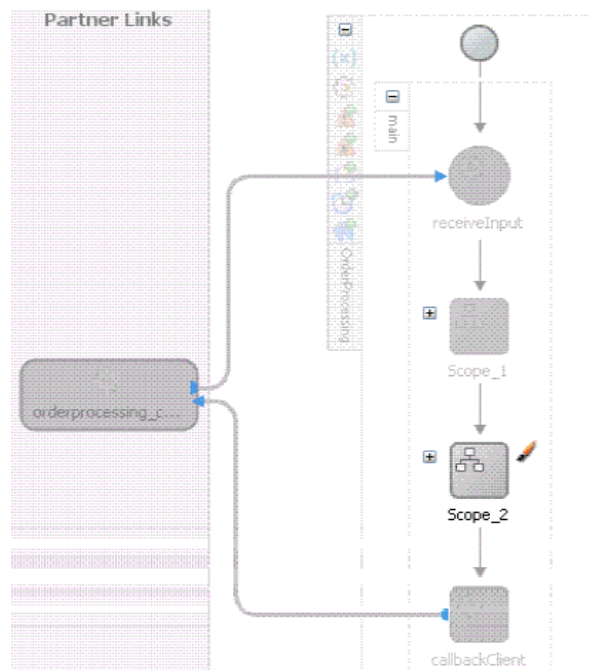 Partner Links
main
receiveInput
OrderProcessing
Scope_1
orderprocessing_c...
Scope_2
callbackClient